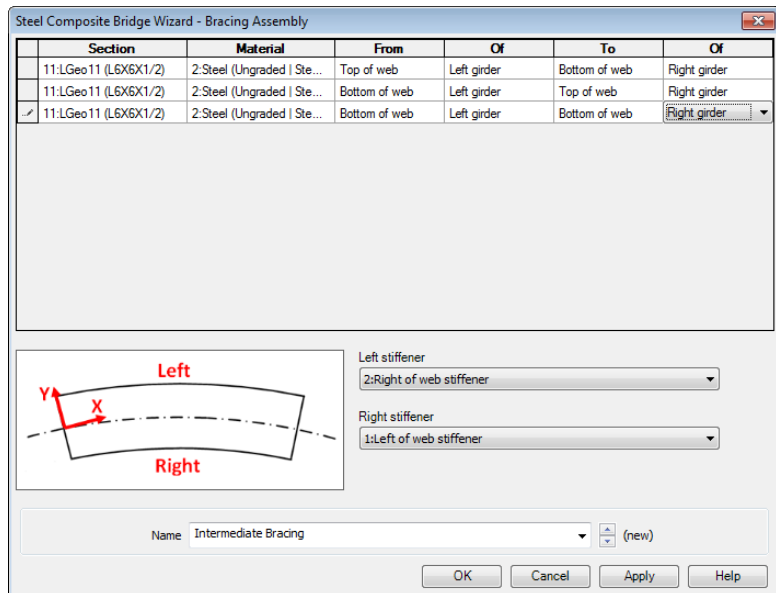 Steel Composite Bridge Wizard - Bracing Assembly
Section Material From Of To Of
11:LGeo11 (L6X6X1/2) 2:Steel (Ungraded | Ste... Top of web Left girder Bottom of web Right girder
11:LGeo11 (L6X6X1/2) 2:Steel (Ungraded | Ste... Bottom of web Left girder Top of web Right girder
11:LGeo11 (L6X6X1/2) 2:Steel (Ungraded | Ste... Bottom of web Left girder Bottom of web Right girder
Left
Y
X
Right
Left stiffener
2:Right of web stiffener
Right stiffener
1:Left of web stiffener
Name Intermediate Bracing (new)
OK Cancel Apply Help